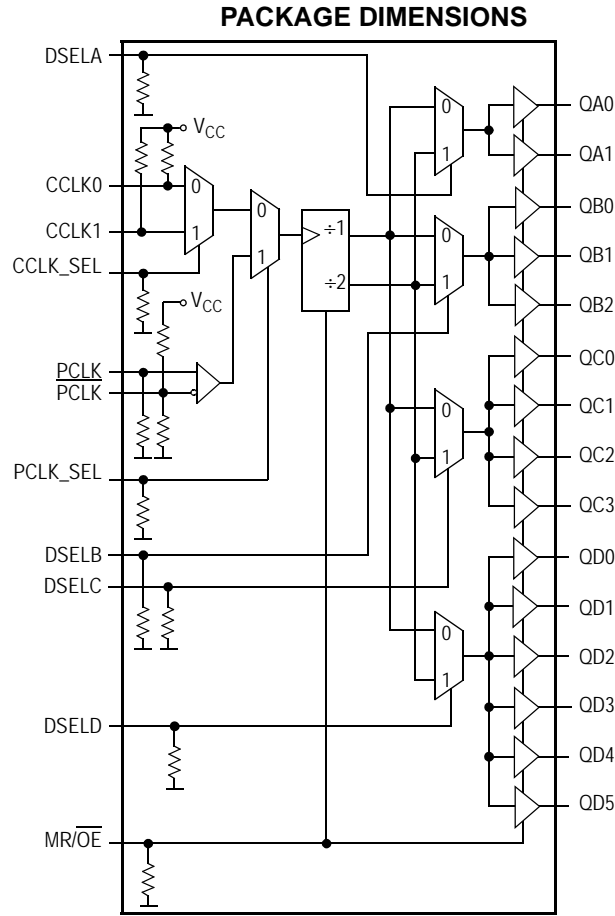 PACKAGE DIMENSIONS
DSELA
VCC
CCLK0
CCLK1
CCLK_SEL
VCC
PCLK
PCLK
PCLK_SEL
DSELB
DSELC
DSELD
MR/OE
0
1
0
1
÷1
÷2
0
1
0
1
0
1
0
1
QA0
QA1
QB0
QB1
QB2
QC0
QC1
QC2
QC3
QD0
QD1
QD2
QD3
QD4
QD5